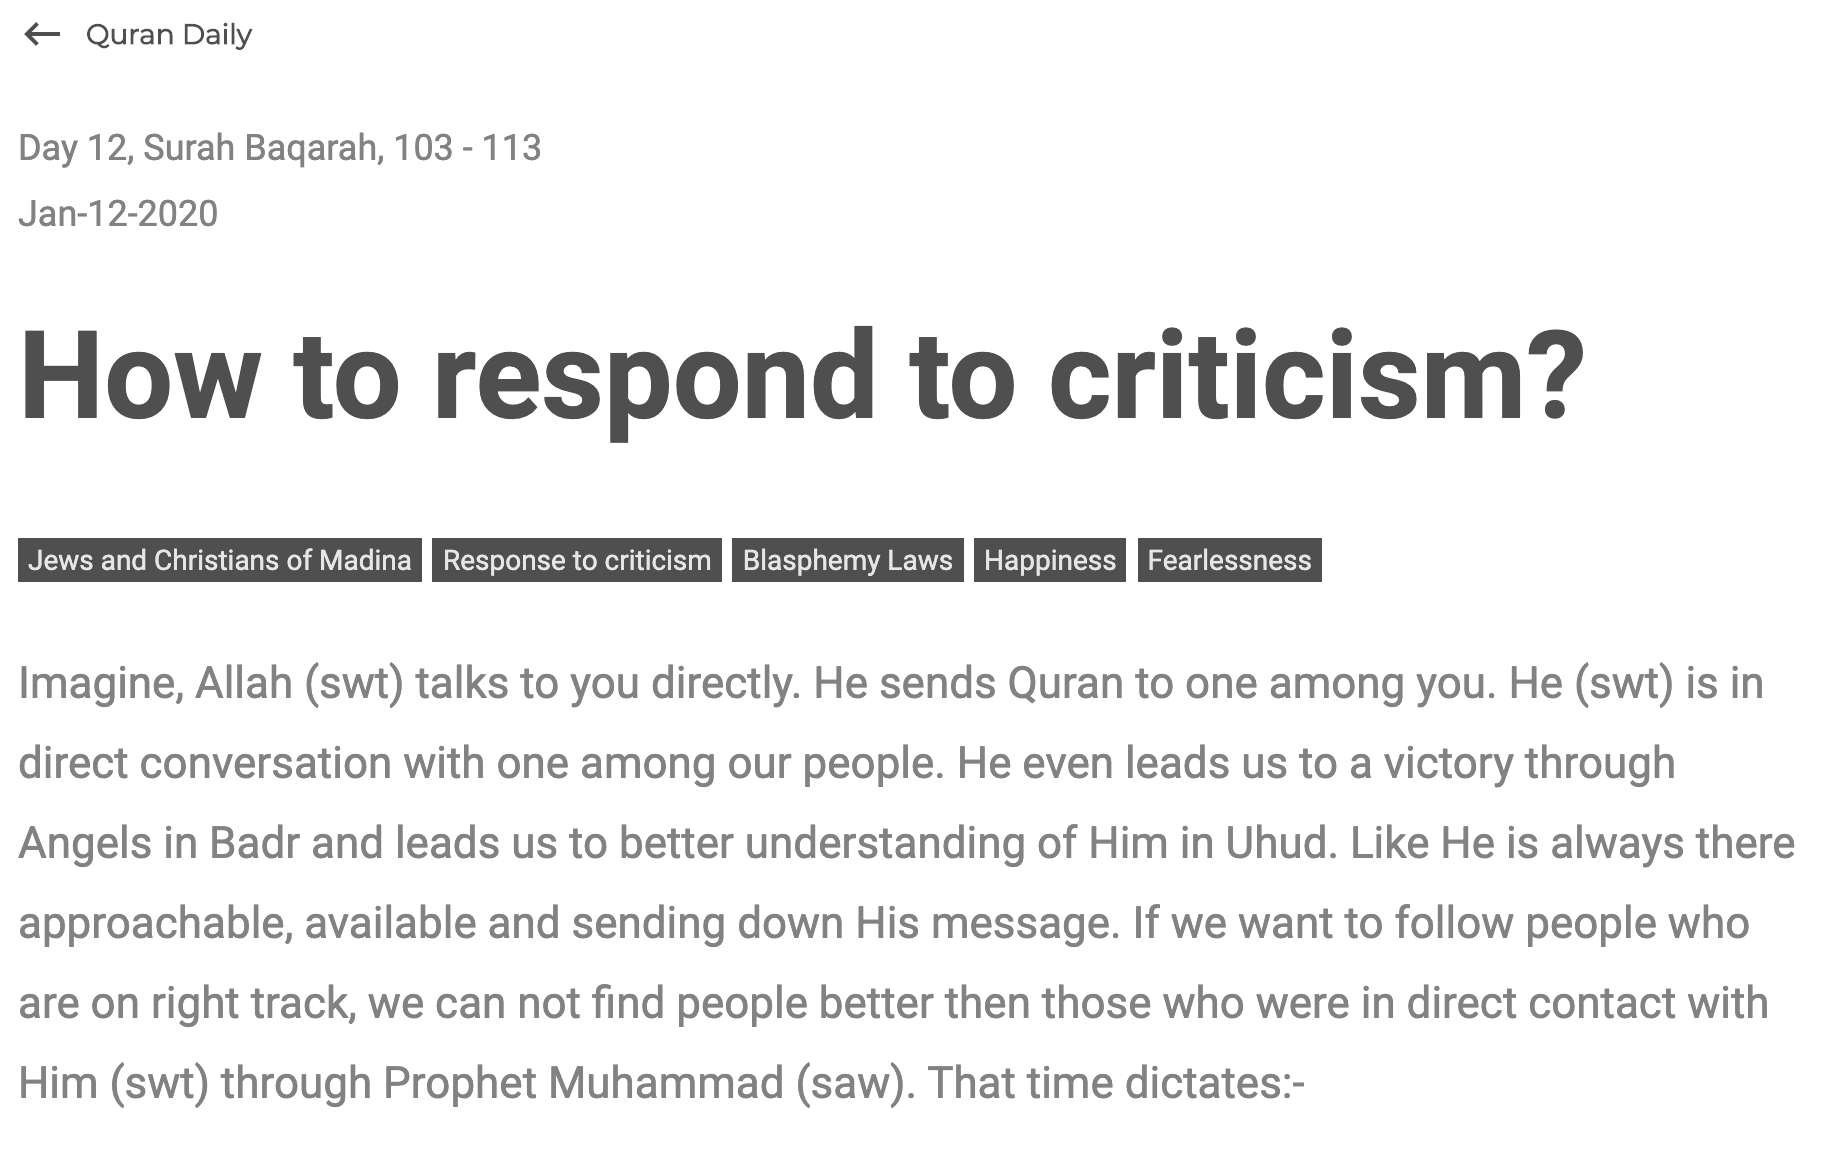 Quran Daily
Day 12, Surah Baqarah, 103 - 113
Jan-12-2020
How to respond to criticism?
Jews and Christians of Madina Response to criticism Blasphemy Laws Happiness Fearlessness
Imagine, Allah (swt) talks to you directly. He sends Quran to one among you. He (swt) is in
direct conversation with one among our people. He even leads us to a victory through
Angels in Badr and leads us to better understanding of Him in Uhud. Like He is always there
approachable, available and sending down His message. If we want to follow people who
are on right track, we can not find people better then those who were in direct contact with
Him (swt) through Prophet Muhammad (saw). That time dictates:-